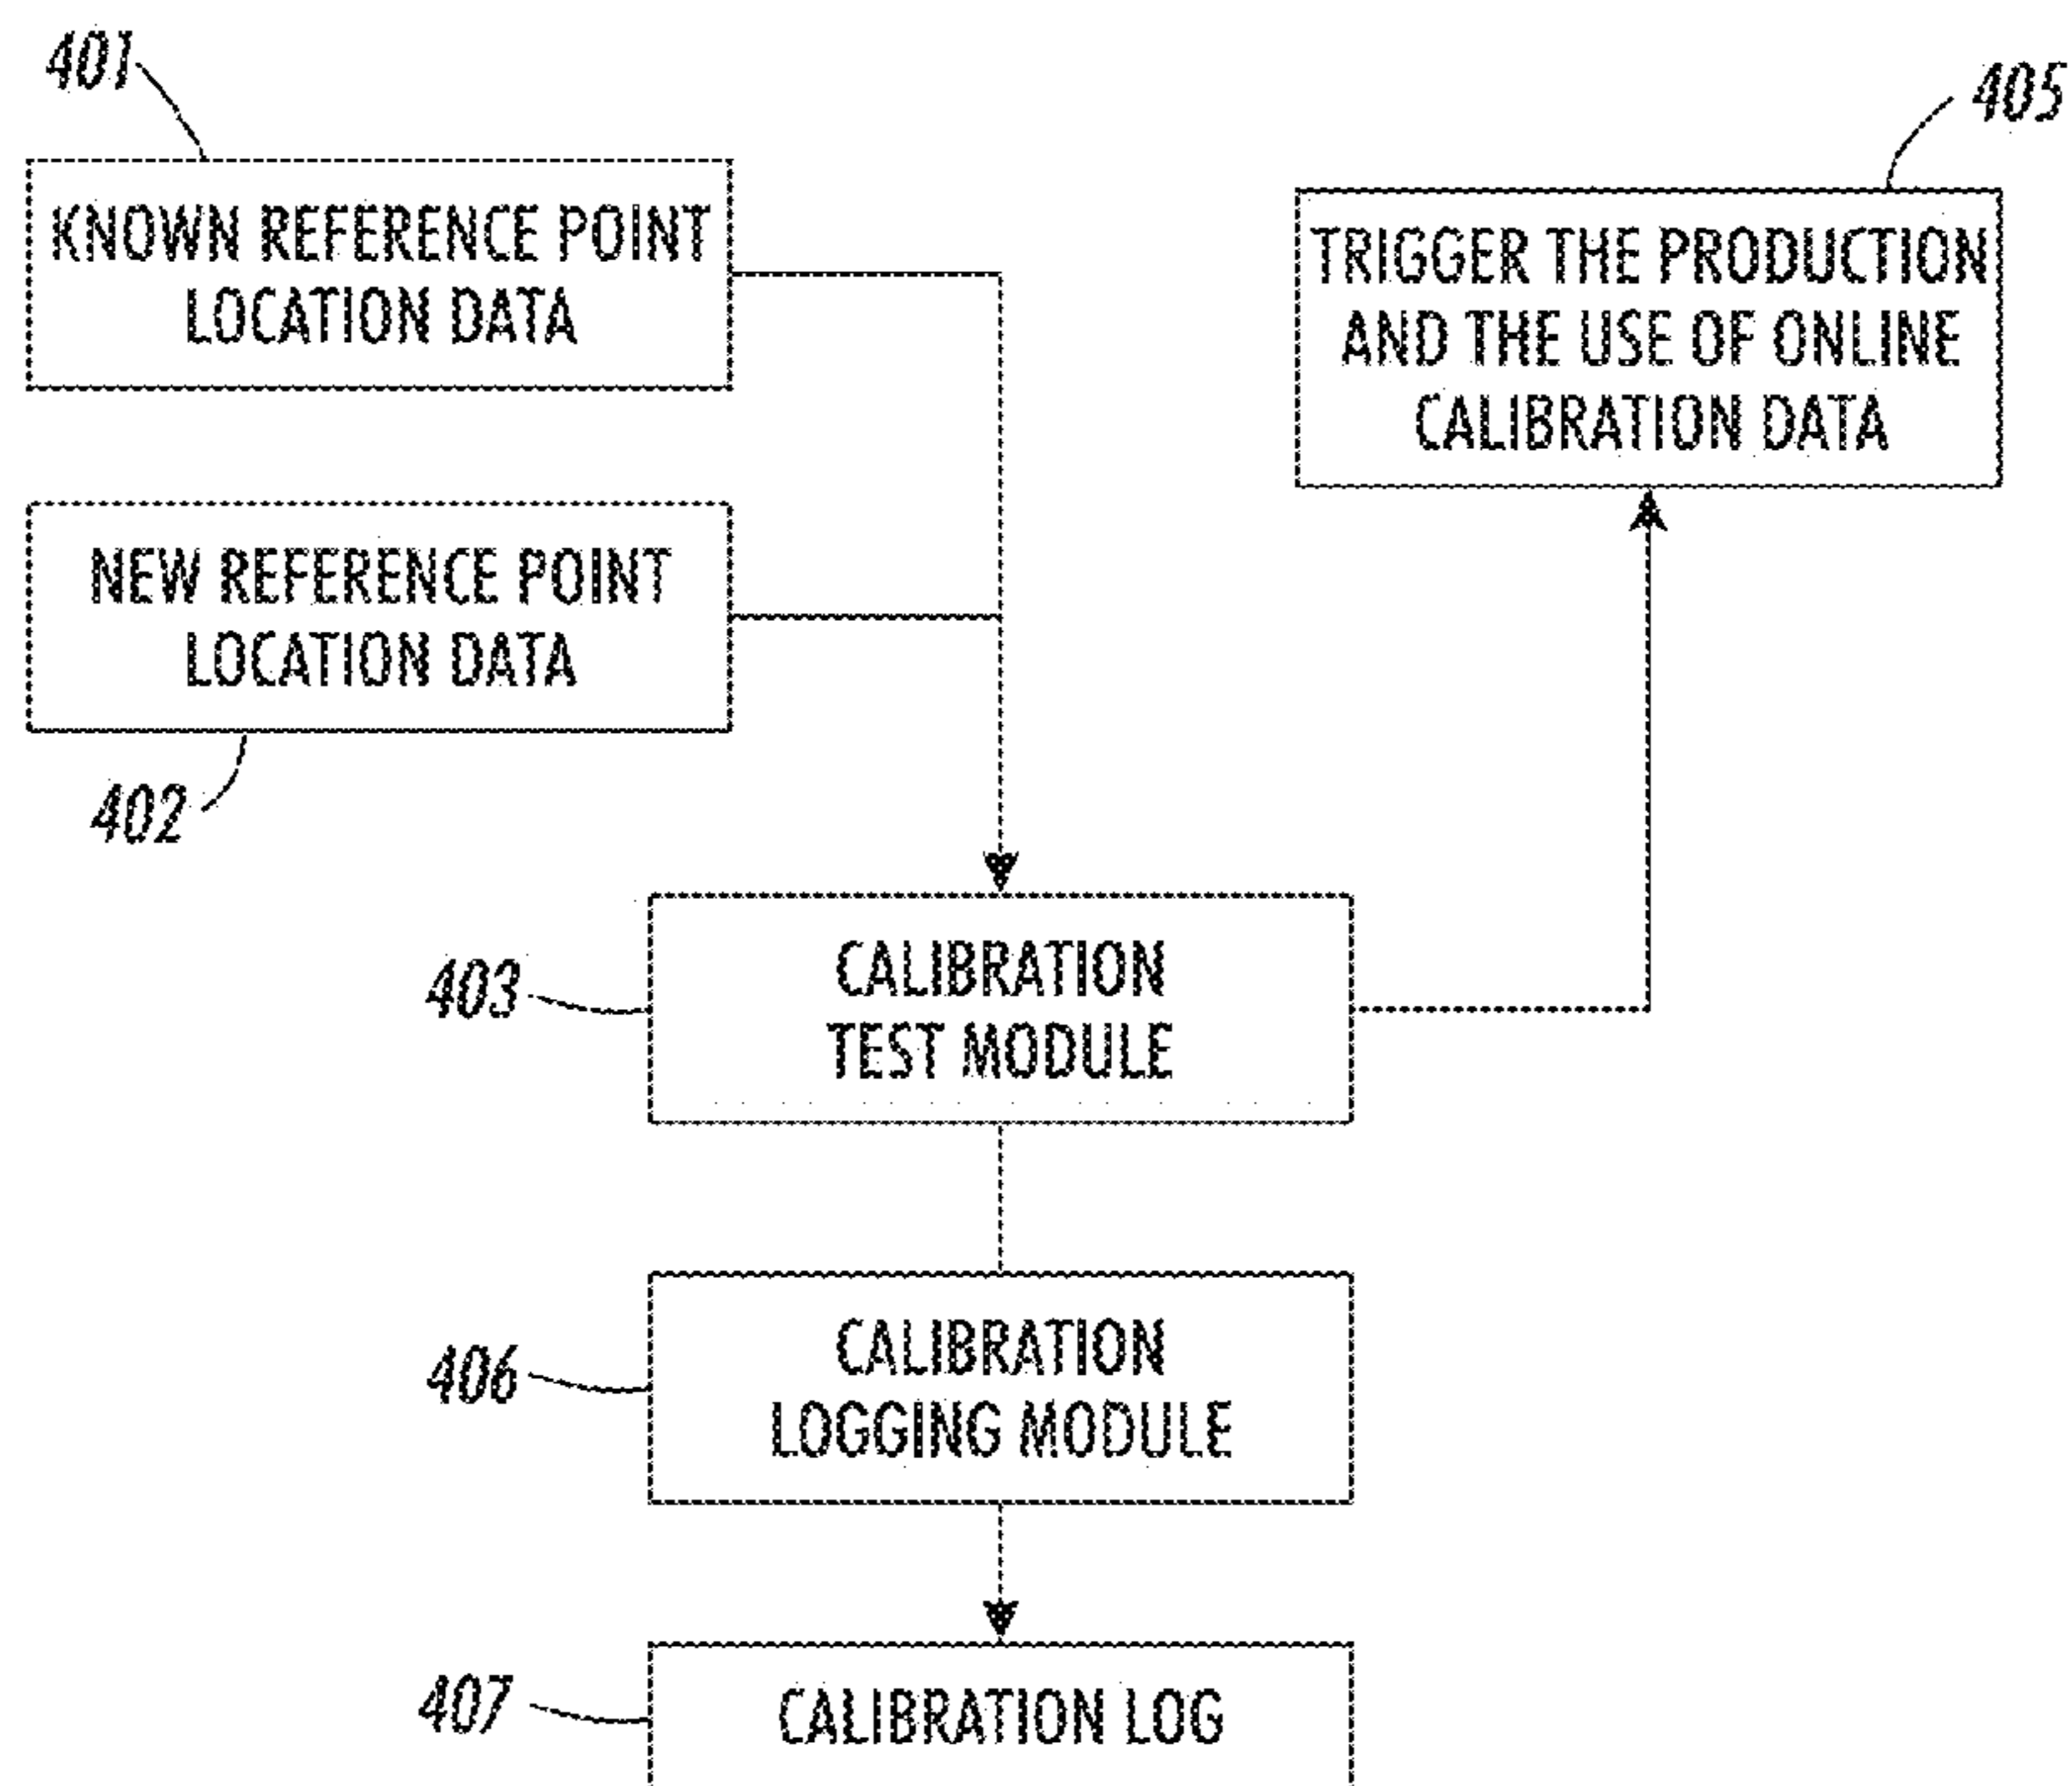 401
405
KNOWN REFERENCE POINT
LOCATION DATA
TRIGGER THE PRODUCTION
AND THE USE OF ONLINE
CALIBRATION DATA
NEW REFERENCE POINT
LOCATION DATA
402
403
CALIBRATION
TEST MODULE
406
CALIBRATION
LOGGING MODULE
407
CALIBRATION LOG